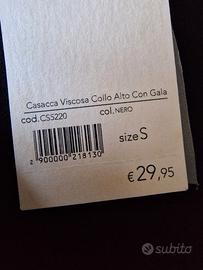 Casacca Viscosa Collo Alto Con Gala
cod.CS5220 col.NERO
size S
2 900000 218130
€ 29,95
subito